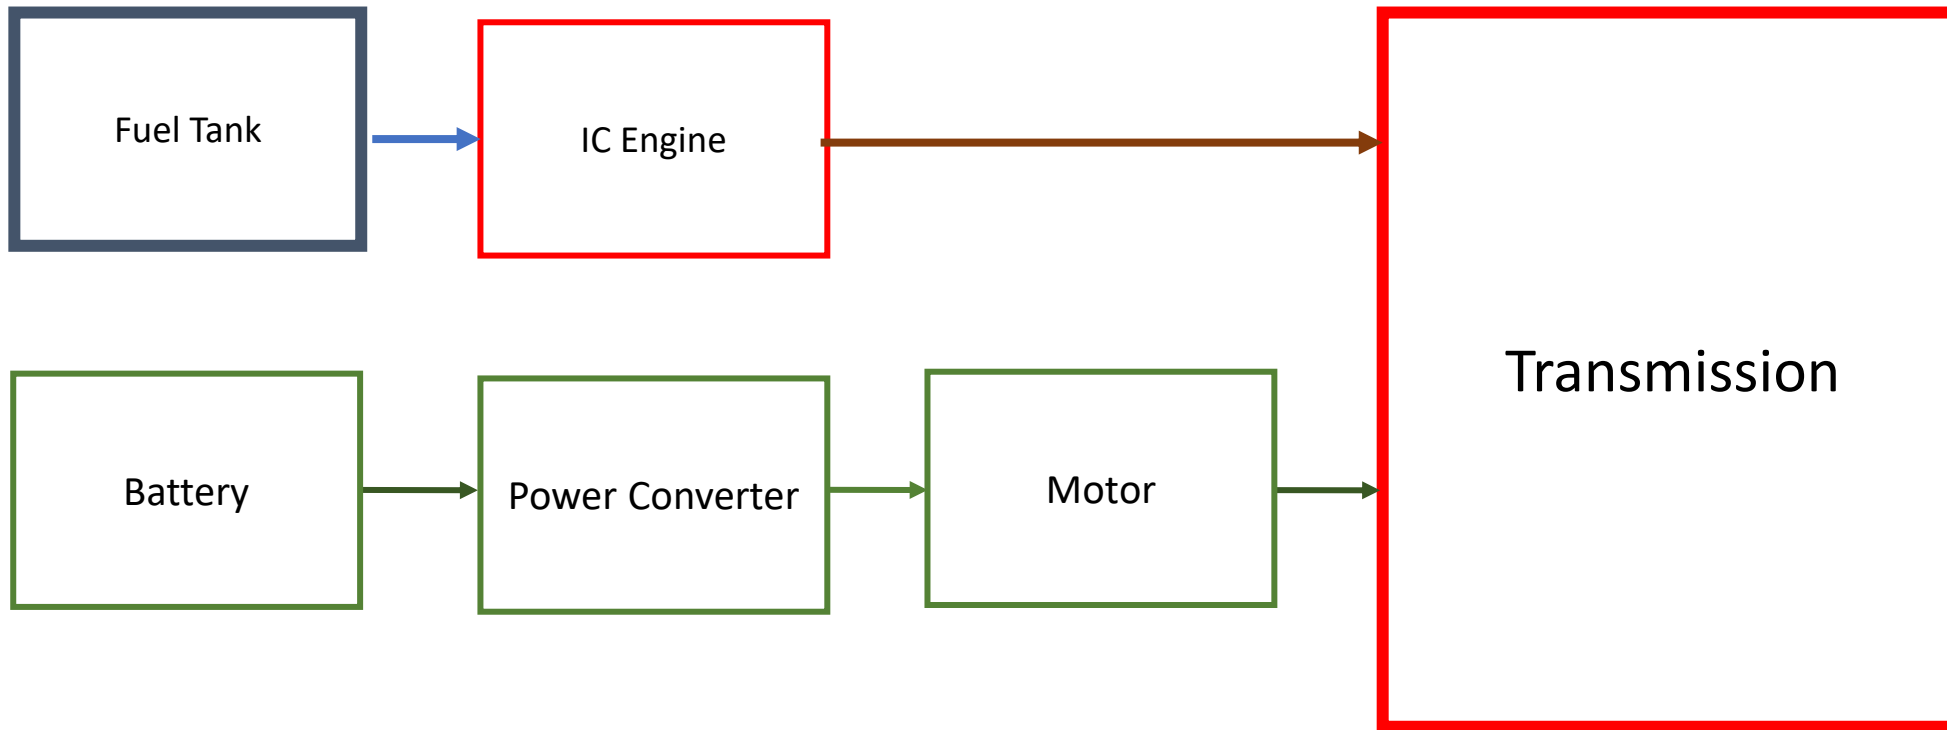 Fuel Tank
IC Engine
Transmission
Battery
Power Converter
Motor